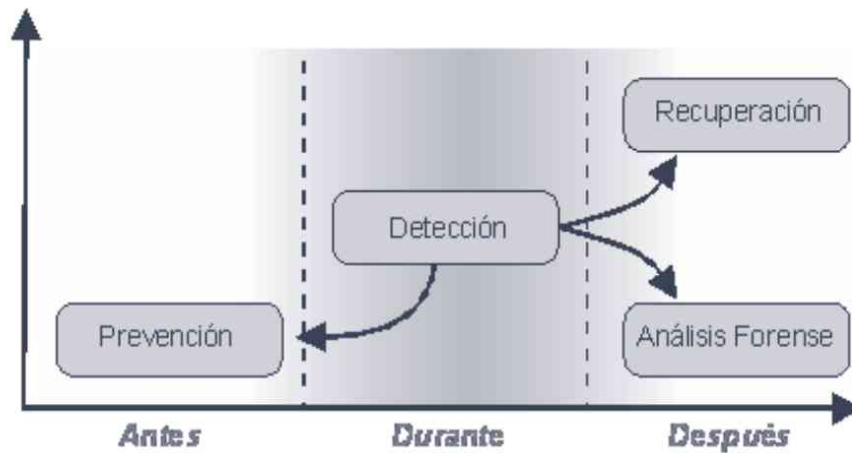 Recuperación
Detección
Prevención
Análisis Forense
Antes
Durante
Después